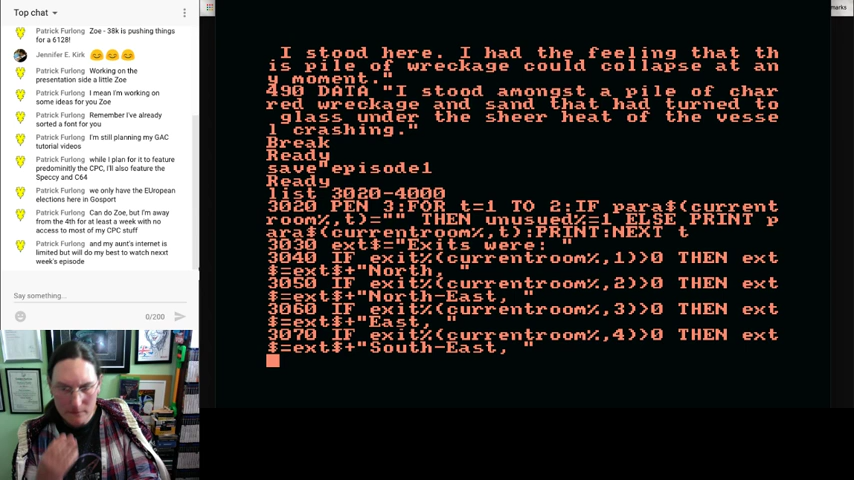 Top chat
Patrick Furlong Zoe - 38k is pushing things
for a 6128!
Jennifer E. Kirk
Patrick Furlong Working on the
presentation side a little Zoe
Patrick Furlong I mean I'm working on
some ideas for you Zoe
Patrick Furlong Remember I've already
sorted a font for you
Patrick Furlong I'm still planning my GAC
tutorial videos
Patrick Furlong while I plan for it to feature
predominitly the CPC, I'll also feature the
Speccy and C64
Patrick Furlong we only have the EUropean
elections here in Gosport
Patrick Furlong Can do Zoe, but I'm away
from the 4th for at least a week with no
access to most of my CPC stuff
Patrick Furlong and my aunt's internet is
limited but will do my best to watch nexxt
week's episode
Say something...
0/200
marks
I stood here. I had the feeling that th
is pile of wreckage could collapse at an
y moment."
490 DATA "I stood amongst a pile of char
red wreckage and sand that had turned to
glass under the sheer heat of the vesse
l crashing."
Break
Ready
save"episode1
Ready
list 3020-4000
3020 PEN 3:FOR t=1 TO 2:IF para$(current
room%,t)="" THEN unusued%=1 ELSE PRINT p
ara$(currentroom%,t):PRINT:NEXT t
3030 ext$="Exits were: "
3040 IF exit%(currentroom%,1)>0 THEN ext
$=ext$+"North, "
3050 IF exit%(currentroom%,2)>0 THEN ext
$=ext$+"North-East, "
3060 IF exit%(currentroom%,3)>0 THEN ext
$=ext$+"East, "
3070 IF exit%(currentroom%,4)>0 THEN ext
$=ext$+"South-East, "